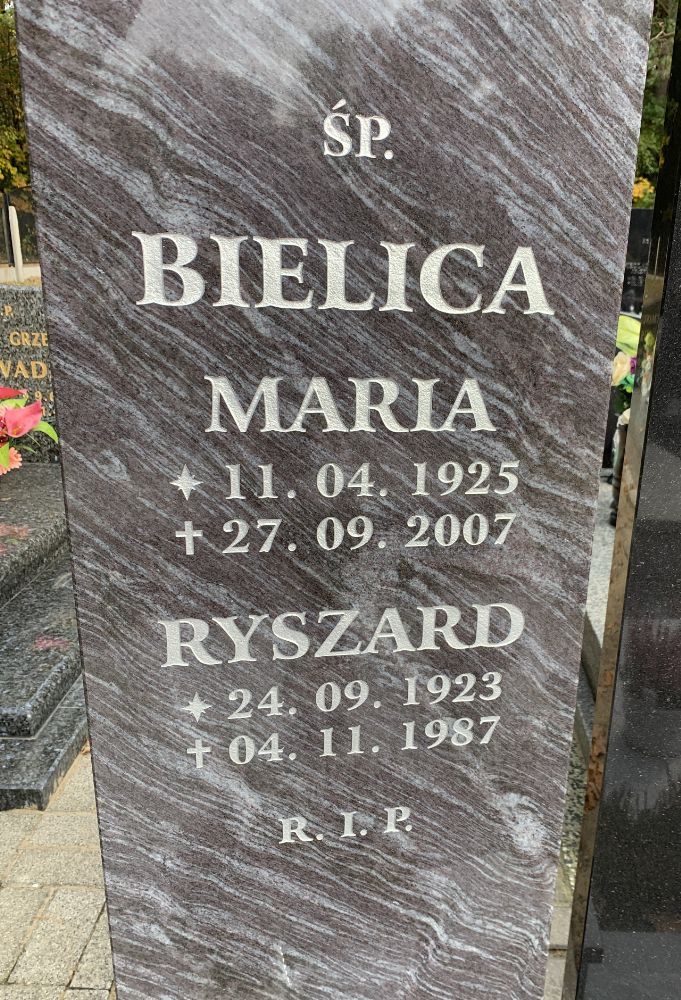 ŚP.
BIELICA
MARIA
11. 04. 1925
27. 09. 2007
RYSZARD
24. 09. 1923
04. 11. 1987
R. I. P.